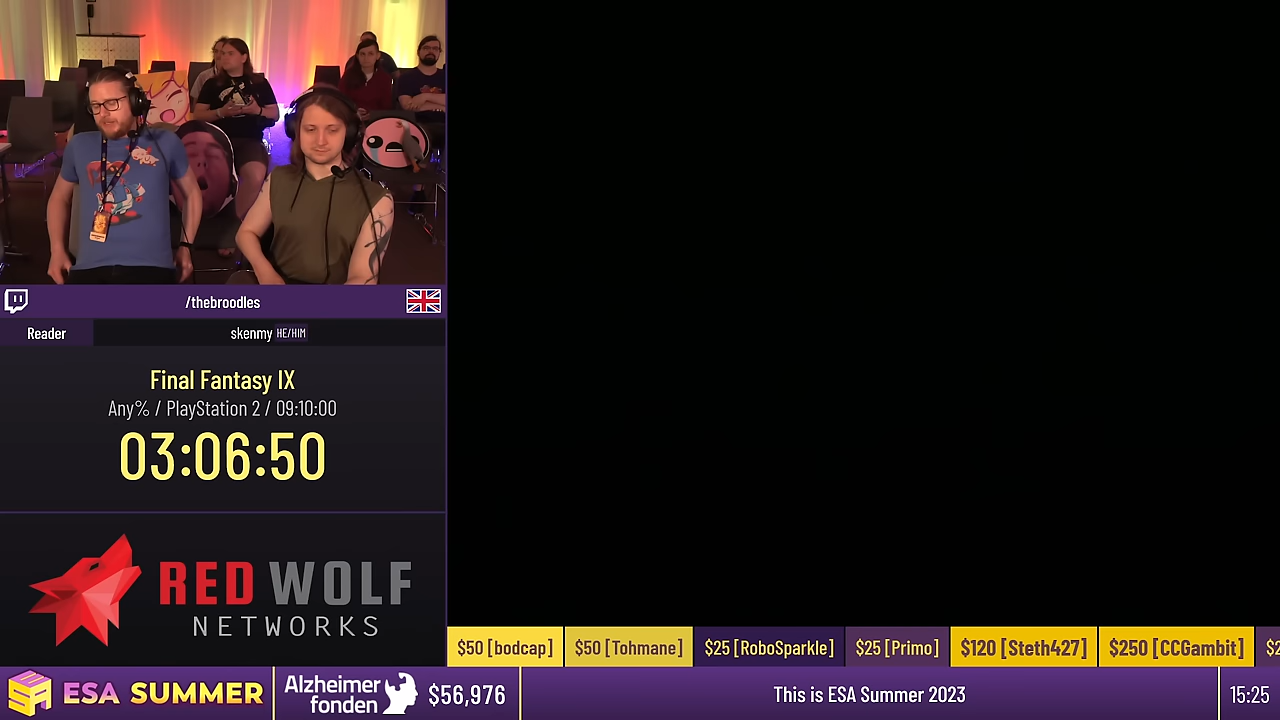 /thebroodles
Reader
skenmy HE/HIM
Final Fantasy IX
Any% / PlayStation 2 / 09:10:00
03:06:50
RED WOLF
NETWORKS
$50 [bodcap]
$50 [Tohmane]
$25 [RoboSparkle]
$25 [Primo]
$120 [Steth427]
$250 [CCGambit]
ESA SUMMER
Alzheimer
fonden
$56,976
This is ESA Summer 2023
15:25